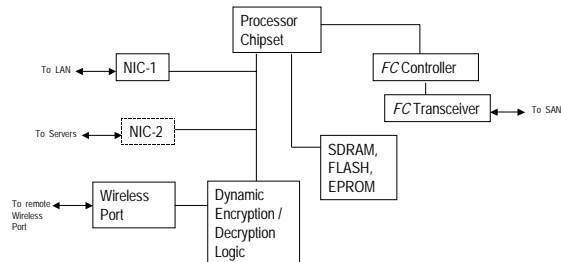 Processor
Chipset
To LAN
NIC-1
FC Controller
FC Transceiver
To SAN
To Servers
NIC-2
SDRAM,
FLASH,
EPROM
To remote
Wireless
Port
Wireless
Port
Dynamic
Encryption /
Decryption
Logic